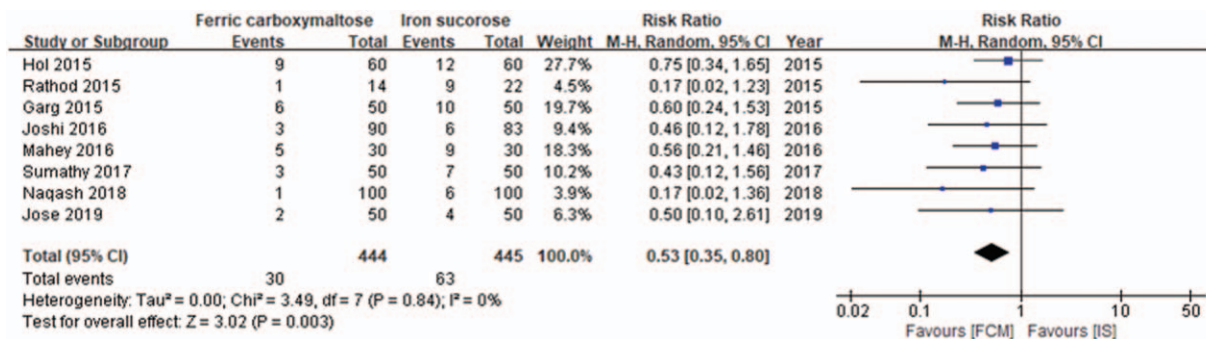 Ferric carboxymaltose Iron sucorose Risk Ratio Risk Ratio
Study or Subgroup Events Total Events Total Weight M-H, Random, 95% CI Year M-H, Random, 95% CI
Hol 2015 9 60 12 60 27.7% 0.75 [0.34, 1.65] 2015
Rathod 2015 1 14 9 22 4.5% 0.17 [0.02, 1.23] 2015
Garg 2015 6 50 10 50 19.7% 0.60 [0.24, 1.53] 2015
Joshi 2016 3 90 6 83 9.4% 0.46 [0.12, 1.78] 2016
Mahey 2016 5 30 9 30 18.3% 0.56 [0.21, 1.46] 2016
Sumathy 2017 3 50 7 50 10.2% 0.43 [0.12, 1.56] 2017
Naqash 2018 1 100 6 100 3.9% 0.17 [0.02, 1.36] 2018
Jose 2019 2 50 4 50 6.3% 0.50 [0.10, 2.61] 2019
Total (95% CI) 444 445 100.0% 0.53 [0.35, 0.80]
Total events 30 63
Heterogeneity: Tau² = 0.00; Chi² = 3.49, df = 7 (P = 0.84); I² = 0%
Test for overall effect: Z = 3.02 (P = 0.003)
0.02 0.1 1 10 50
Favours [FCM] Favours [IS]